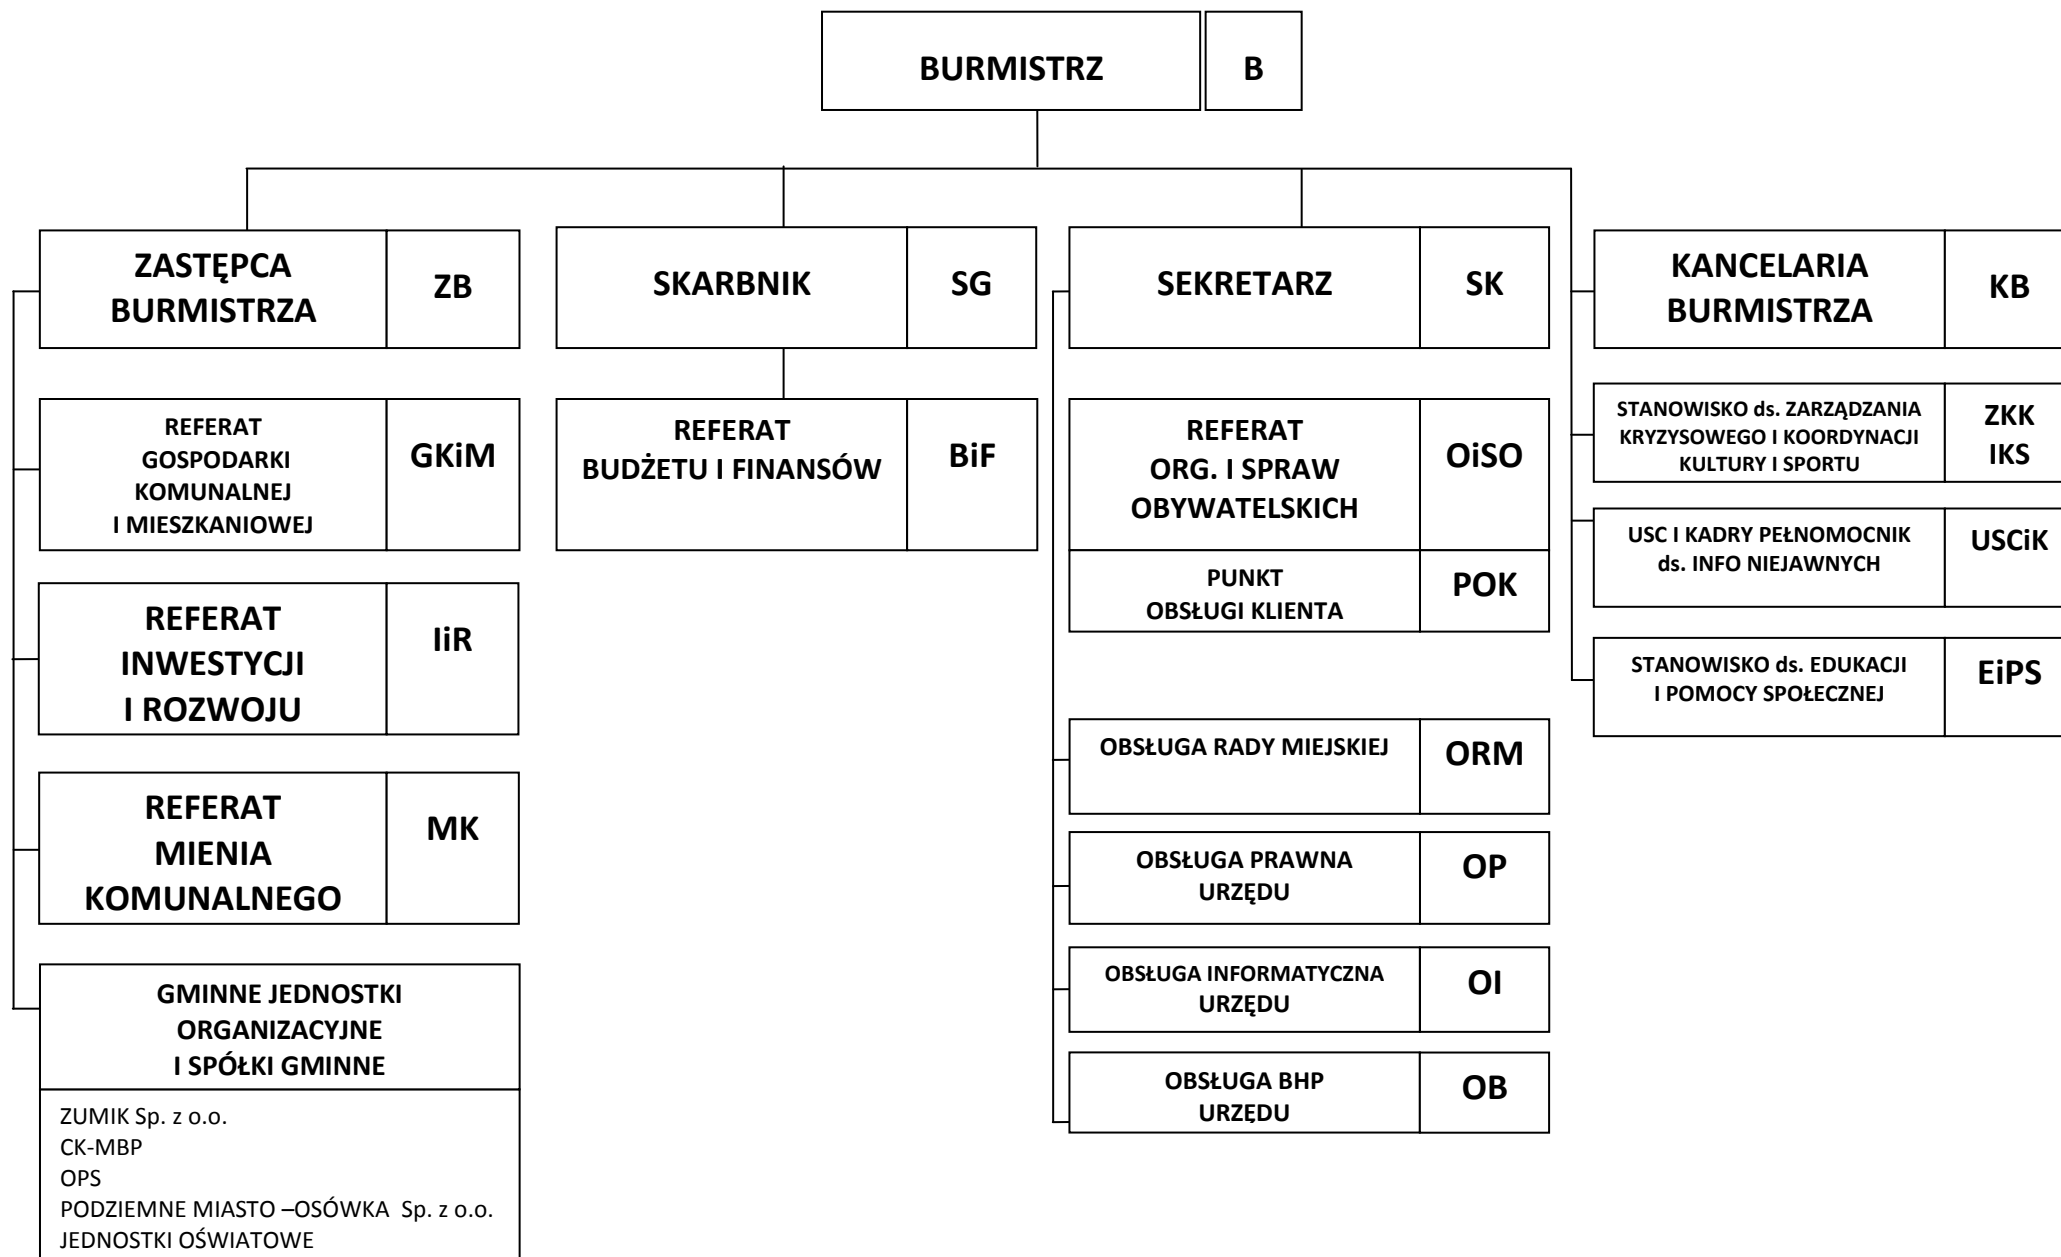 BURMISTRZ
B
ZASTĘPCA
BURMISTRZA
ZB
SKARBNIK
SG
SEKRETARZ
SK
KANCELARIA
BURMISTRZA
KB
REFERAT
GOSPODARKI
KOMUNALNEJ
I MIESZKANIOWEJ
GKiM
REFERAT
INWESTYCJI
I ROZWOJU
IiR
REFERAT
MIENIA
KOMUNALNEGO
MK
GMINNE JEDNOSTKI
ORGANIZACYJNE
I SPÓŁKI GMINNE
ZUMIK Sp. z o.o.
CK-MBP
OPS
PODZIEMNE MIASTO –OSÓWKA Sp. z o.o.
JEDNOSTKI OŚWIATOWE
REFERAT
BUDŻETU I FINANSÓW
BiF
REFERAT
ORG. I SPRAW
OBYWATELSKICH
OiSO
PUNKT
OBSŁUGI KLIENTA
POK
OBSŁUGA RADY MIEJSKIEJ
ORM
OBSŁUGA PRAWNA
URZĘDU
OP
OBSŁUGA INFORMATYCZNA
URZĘDU
OI
OBSŁUGA BHP
URZĘDU
OB
STANOWISKO ds. ZARZĄDZANIA
KRYZYSOWEGO I KOORDYNACJI
KULTURY I SPORTU
ZKK
IKS
USC I KADRY PEŁNOMOCNIK
ds. INFO NIEJAWNYCH
USCiK
STANOWISKO ds. EDUKACJI
I POMOCY SPOŁECZNEJ
EiPS